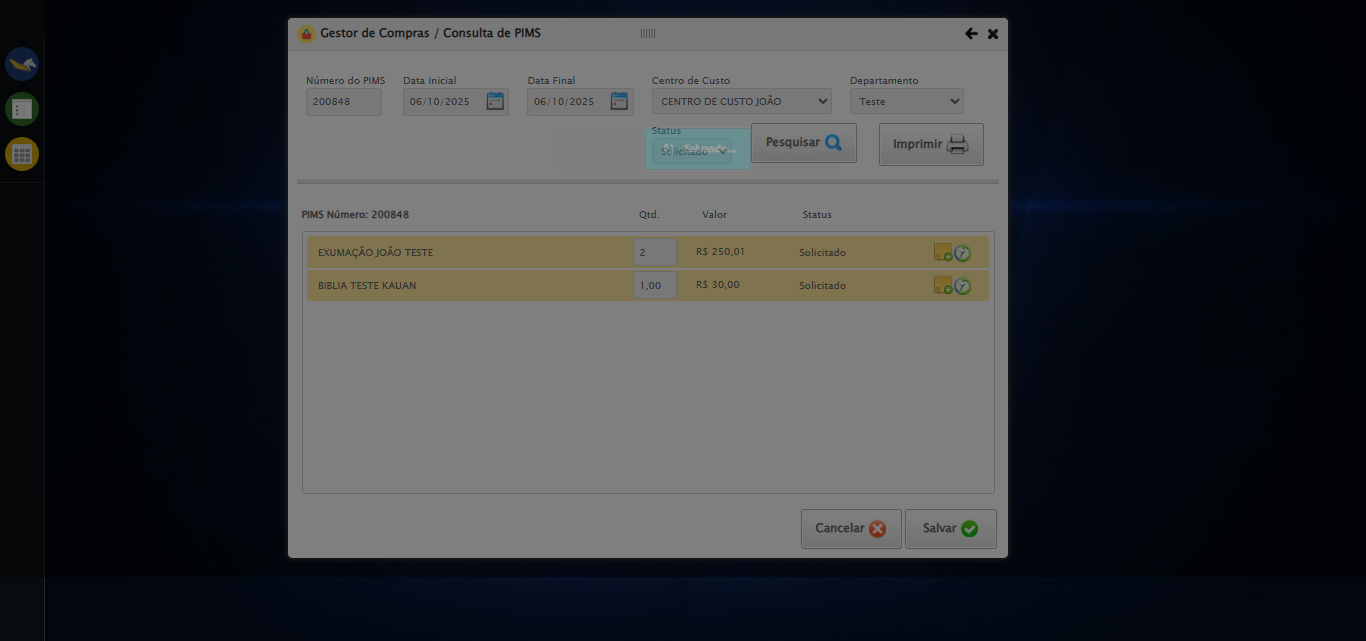 Gestor de Compras / Consulta de PIMS
Número do PIMS Data Inicial Data Final Centro de Custo Departamento
200848 06/10/2025 06/10/2025 CENTRO DE CUSTO JOÃO Teste
Status
Solicitado Pesquisar Imprimir
PIMS Número: 200848 Qtd. Valor Status
EXUMAÇÃO JOÃO TESTE 2 R$ 250,01 Solicitado
BIBLIA TESTE KAUAN 1,00 R$ 30,00 Solicitado
Cancelar Salvar